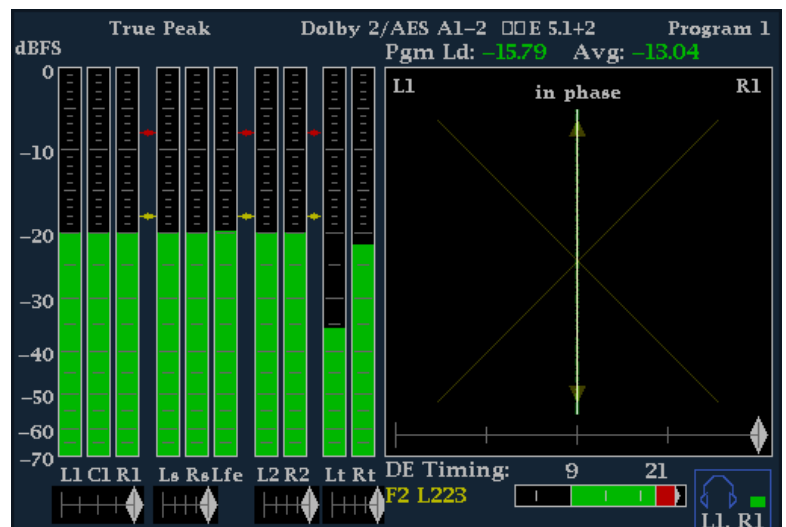 True Peak Dolby 2/AES A1–2 □□E 5.1+2 Program 1
dBFS Pgm Ld: –15.79 Avg: –13.04
L1 in phase R1
0
–10
–20
–30
–40
–50
–60
–70
L1 C1 R1 Ls Rs Lfe L2 R2 Lt Rt
DE Timing: 9 21
F2 L223
L1, R1